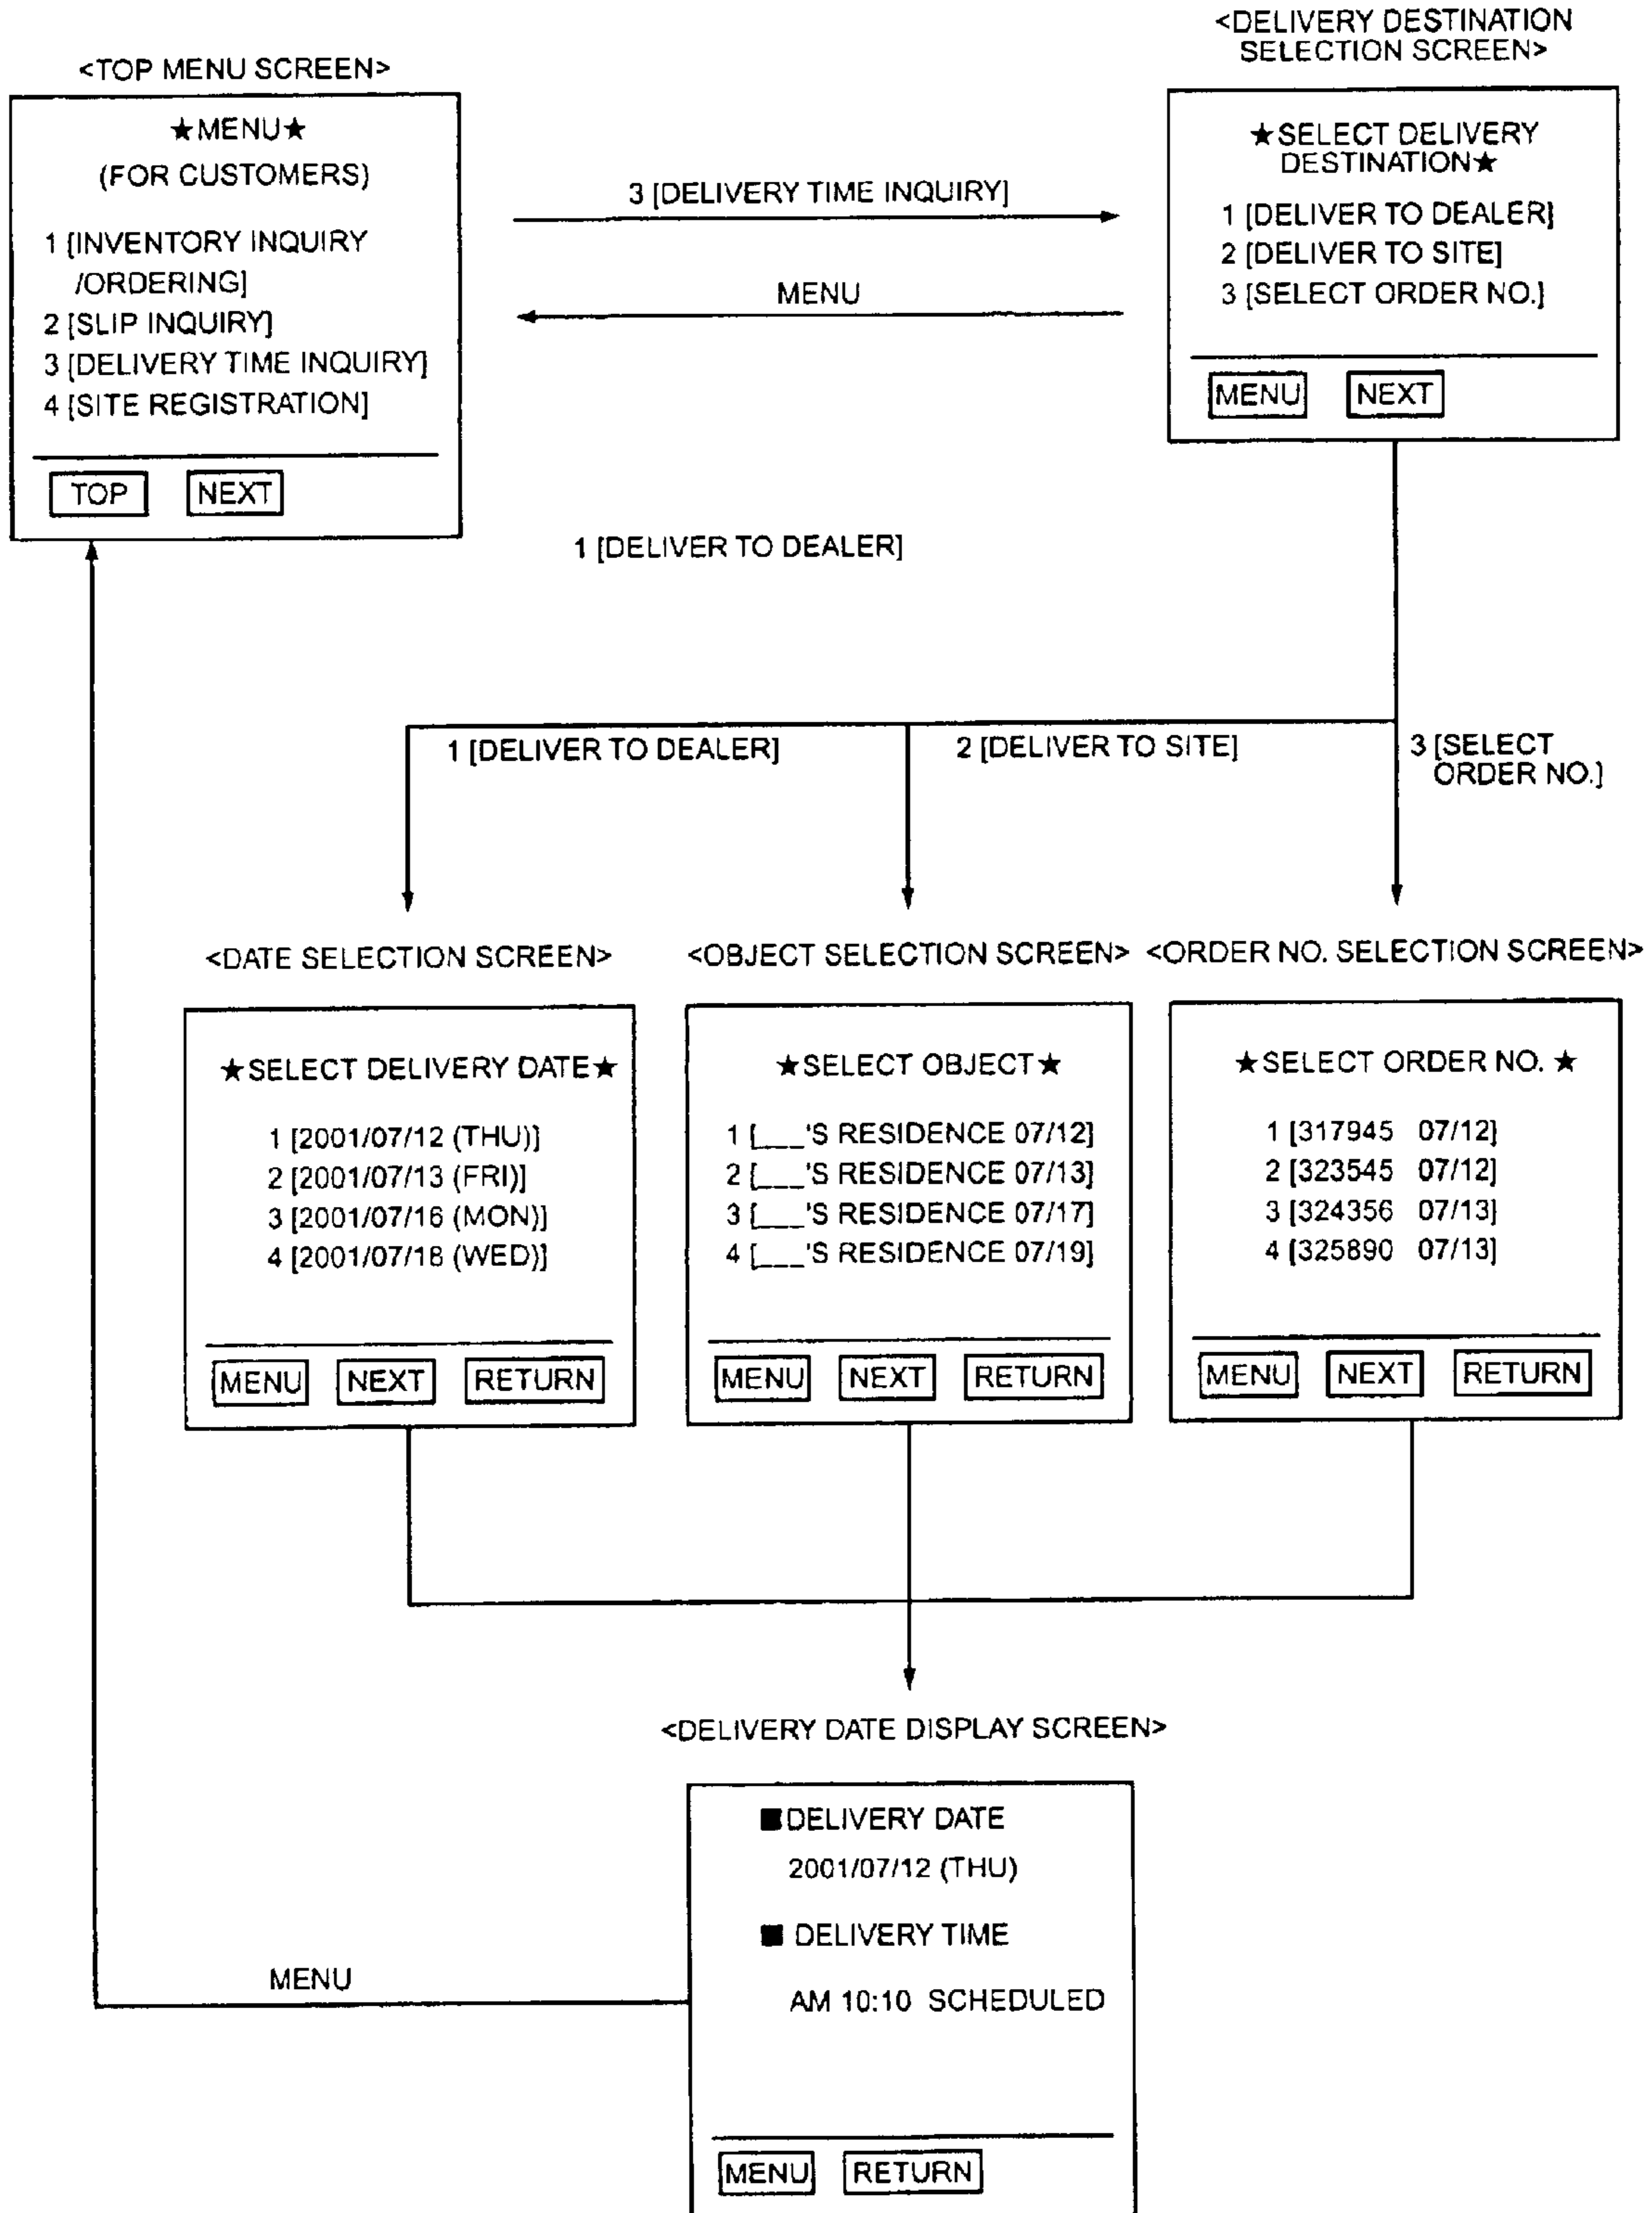 <TOP MENU SCREEN>
★MENU★
(FOR CUSTOMERS)
1 [INVENTORY INQUIRY
/ORDERING]
2 [SLIP INQUIRY]
3 [DELIVERY TIME INQUIRY]
4 [SITE REGISTRATION]
TOP NEXT
3 [DELIVERY TIME INQUIRY]
MENU
<DELIVERY DESTINATION
SELECTION SCREEN>
★SELECT DELIVERY
DESTINATION★
1 [DELIVER TO DEALER]
2 [DELIVER TO SITE]
3 [SELECT ORDER NO.]
MENU NEXT
1 [DELIVER TO DEALER]
1 [DELIVER TO DEALER]
2 [DELIVER TO SITE]
3 [SELECT
ORDER NO.]
<DATE SELECTION SCREEN>
★SELECT DELIVERY DATE★
1 [2001/07/12 (THU)]
2 [2001/07/13 (FRI)]
3 [2001/07/16 (MON)]
4 [2001/07/18 (WED)]
MENU NEXT RETURN
<OBJECT SELECTION SCREEN>
★SELECT OBJECT★
1 [___'S RESIDENCE 07/12]
2 [___'S RESIDENCE 07/13]
3 [___'S RESIDENCE 07/17]
4 [___'S RESIDENCE 07/19]
MENU NEXT RETURN
<ORDER NO. SELECTION SCREEN>
★SELECT ORDER NO. ★
1 [317945 07/12]
2 [323545 07/12]
3 [324356 07/13]
4 [325890 07/13]
MENU NEXT RETURN
<DELIVERY DATE DISPLAY SCREEN>
■DELIVERY DATE
2001/07/12 (THU)
■ DELIVERY TIME
AM 10:10 SCHEDULED
MENU RETURN
MENU